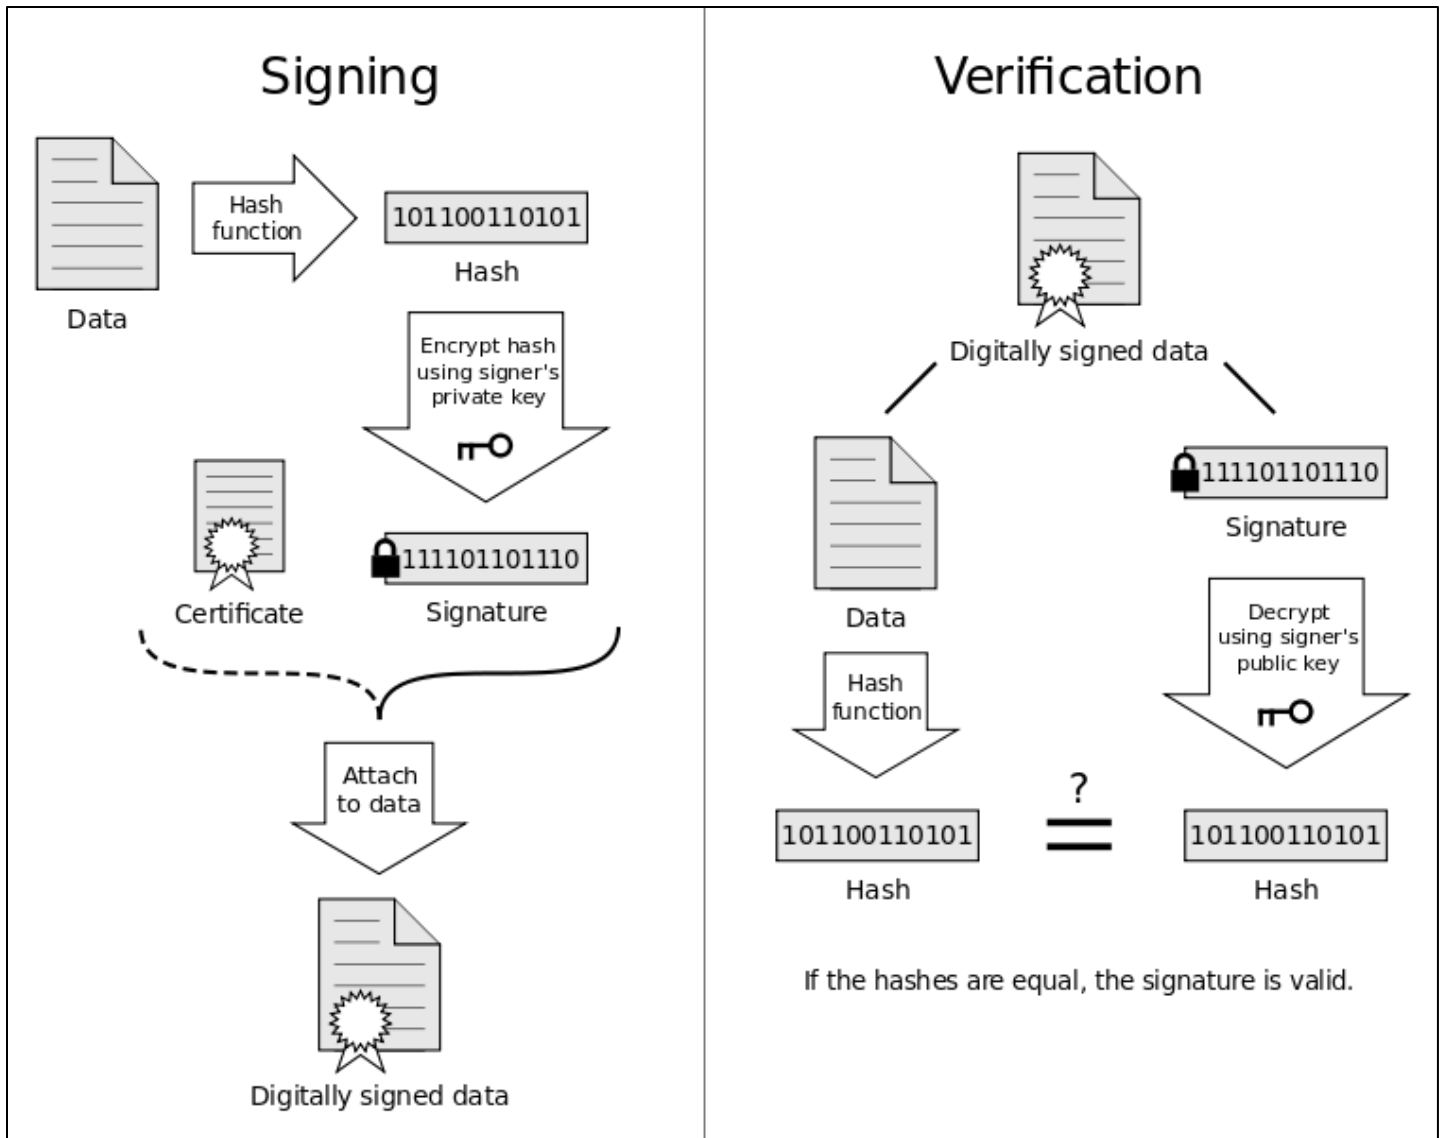 Signing
Hash
function
101100110101
Hash
Data
Encrypt hash
using signer's
private key
Certificate
111101101110
Signature
Attach
to data
Digitally signed data
Verification
Digitally signed data
Data
111101101110
Signature
Hash
function
Decrypt
using signer's
public key
101100110101
Hash
?
=
101100110101
Hash
If the hashes are equal, the signature is valid.